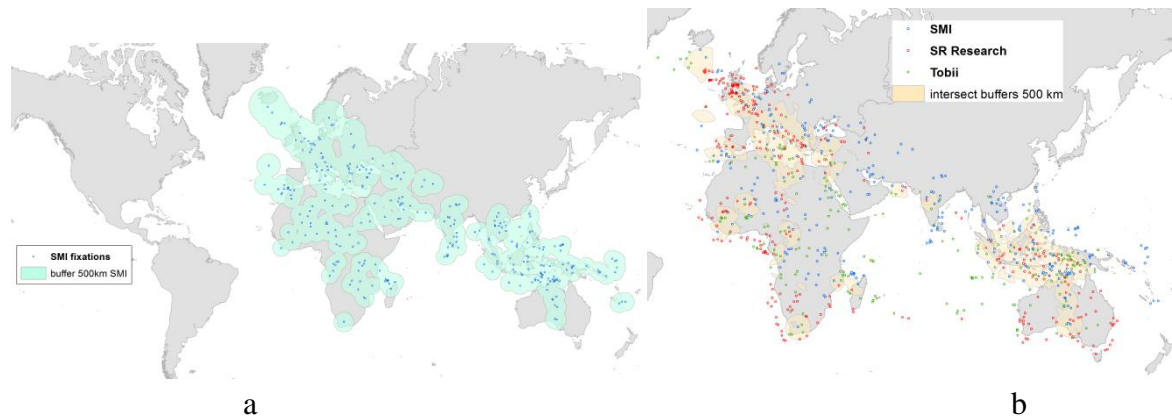 SMI fixations
buffer 500km SMI
a
SMI
SR Research
Tobii
intersect buffers 500 km
b